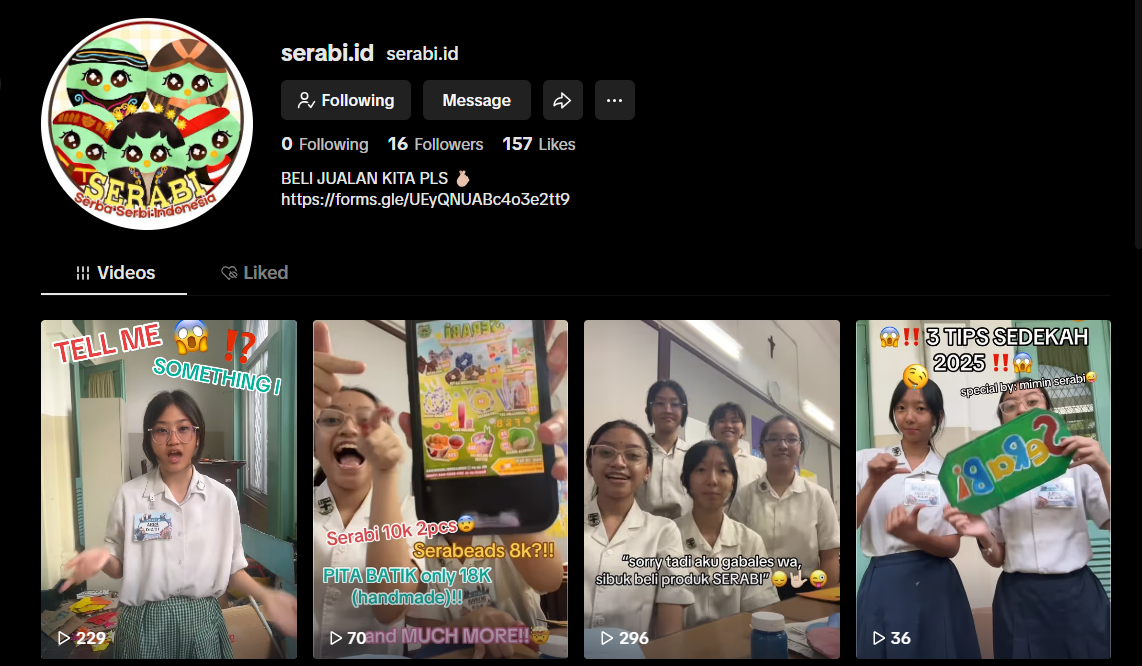 serabi.id serabi.id
Following Message ...
0 Following 16 Followers 157 Likes
BELI JUALAN KITA PLS 🫰🏻
https://forms.gle/UEyQNUABc4o3e2tt9
SERABI
Serba Serbi Indonesia
Videos Liked
TELL ME 😱 ⁉️
SOMETHING I
229
SERABI
Serabi 10k 2pcs😨
Serabeads 8k?!!
PITA BATIK only 18K
(handmade)!!
and MUCH MORE!!🤯
70
"sorry tadi aku gabales wa,
sibuk beli produk SERABI"😏🤟🏻😜
296
😱‼️ 3 TIPS SEDEKAH
2025 ‼️😱
special by: mimin serabi😜
SeRaBi!
36